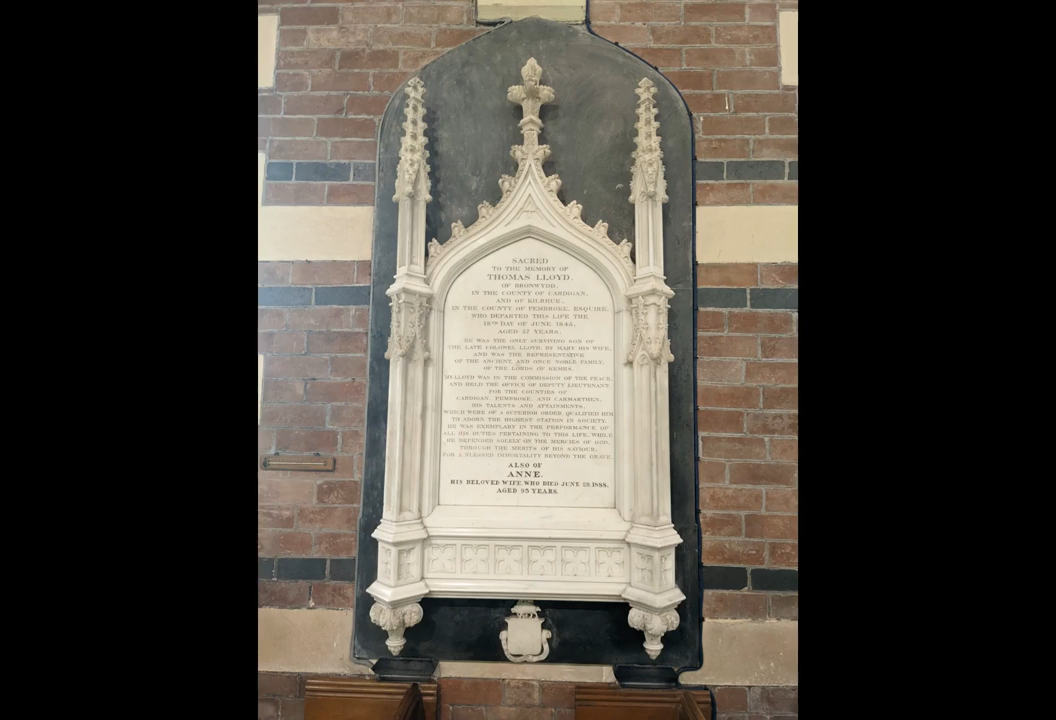 SACRED
TO THE MEMORY OF
THOMAS LLOYD,
OF BRONWYDD,
IN THE COUNTY OF CARDIGAN,
AND OF KILRHUE,
IN THE COUNTY OF PEMBROKE, ESQUIRE,
WHO DEPARTED THIS LIFE THE
DAY OF JUNE 1845,
AGED 57 YEARS.
HE WAS THE ONLY SURVIVING SON OF
THE LATE COLONEL LLOYD, BY MARY HIS WIFE,
AND WAS THE REPRESENTATIVE
OF THE ANCIENT, AND ONCE NOBLE FAMILY,
OF THE LORDS OF KEMES.
MR LLOYD WAS IN THE COMMISSION OF THE PEACE,
AND HELD THE OFFICE OF DEPUTY LIEUTENANT
FOR THE COUNTIES OF
CARDIGAN, PEMBROKE, AND CARMARTHEN,
HIS TALENTS AND ATTAINMENTS,
WHICH WERE OF A SUPERIOR ORDER, QUALIFIED HIM
TO ADORN THE HIGHEST STATION IN SOCIETY.
HE WAS EXEMPLARY IN THE PERFORMANCE OF
ALL HIS DUTIES PERTAINING TO THIS LIFE, WHILE
HE DEPENDED SOLELY ON THE MERCIES OF GOD,
THROUGH THE MERITS OF HIS SAVIOUR,
FOR A BLESSED IMMORTALITY BEYOND THE GRAVE.
ALSO OF
ANNE,
HIS BELOVED WIFE, WHO DIED JUNE 29, 1888,
AGED 93 YEARS.